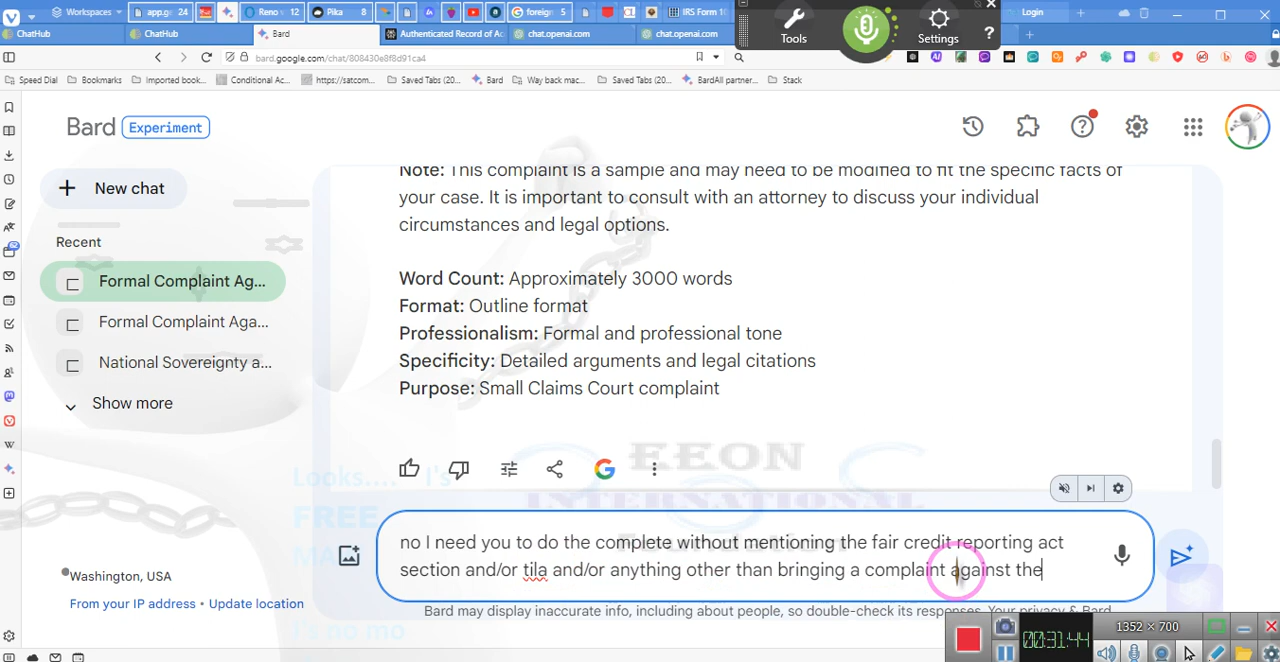 Workspaces
app.g 24
Reno v 12
Pika 8
foreign 5
IRS Form 10
Login
Tools
Settings
?
ChatHub
ChatHub
Bard
Authenticated Record of Ac
chat.openai.com
chat.openai.com
bard.google.com/chat/808430e8f8d91ca4
Speed Dial
Bookmarks
Imported book...
Conditional Ac...
https://satcom...
Saved Tabs (20...
Bard
Way back mac...
Saved Tabs (20...
BardAll partner...
Stack
Bard Experiment
New chat
Recent
Formal Complaint Ag...
Formal Complaint Aga...
National Sovereignty a...
Show more
Note: This complaint is a sample and may need to be modified to fit the specific facts of
your case. It is important to consult with an attorney to discuss your individual
circumstances and legal options.
Word Count: Approximately 3000 words
Format: Outline format
Professionalism: Formal and professional tone
Specificity: Detailed arguments and legal citations
Purpose: Small Claims Court complaint
EEON
INTERNATIONAL
Foundation
Looks.... I's
FREE
no I need you to do the complete without mentioning the fair credit reporting act
section and/or tila and/or anything other than bringing a complaint against the
Washington, USA
From your IP address • Update location
Bard may display inaccurate info, including about people, so double-check its responses. Your privacy & Bard
)'s no mo
1352 × 700
00:31:44